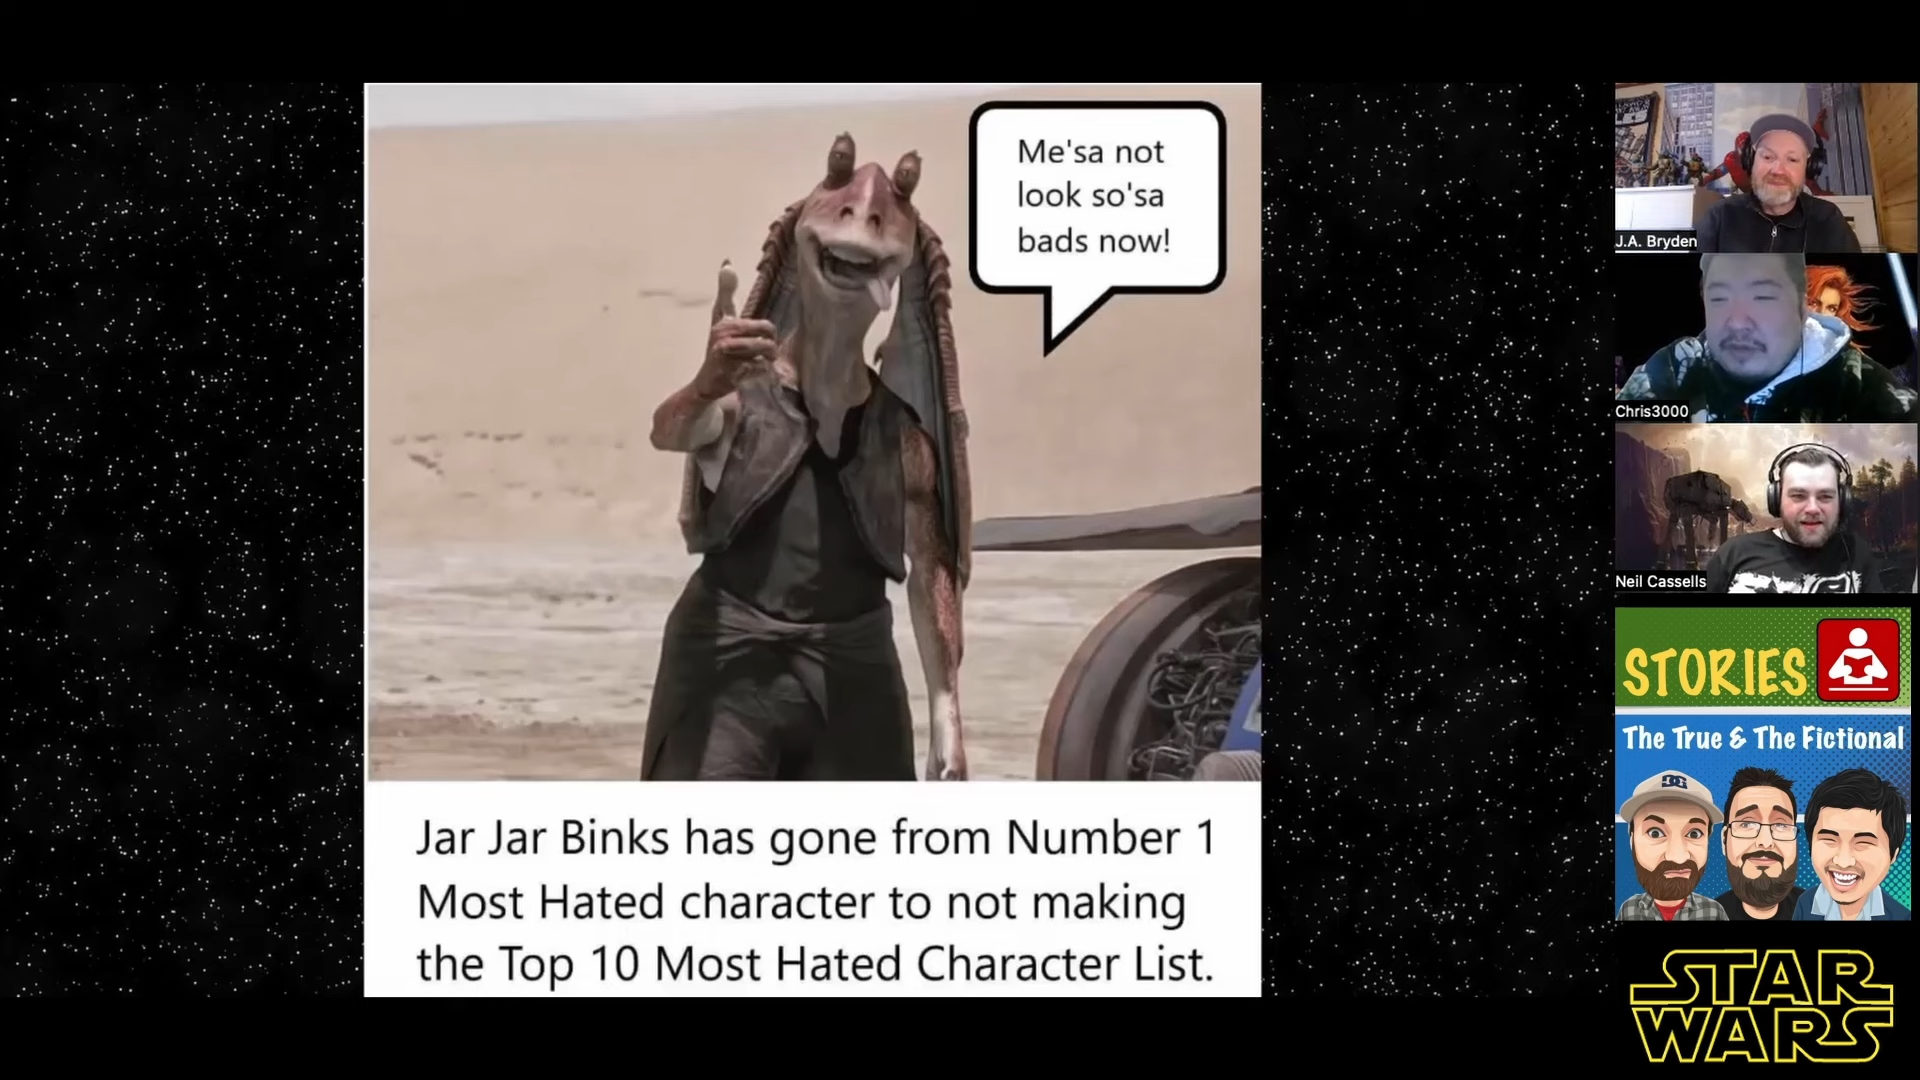 Me'sa not
look so'sa
bads now!
Jar Jar Binks has gone from Number 1
Most Hated character to not making
the Top 10 Most Hated Character List.
J.A. Bryden
Chris3000
Neil Cassells
STORIES
The True & The Fictional
DG
STAR
WARS